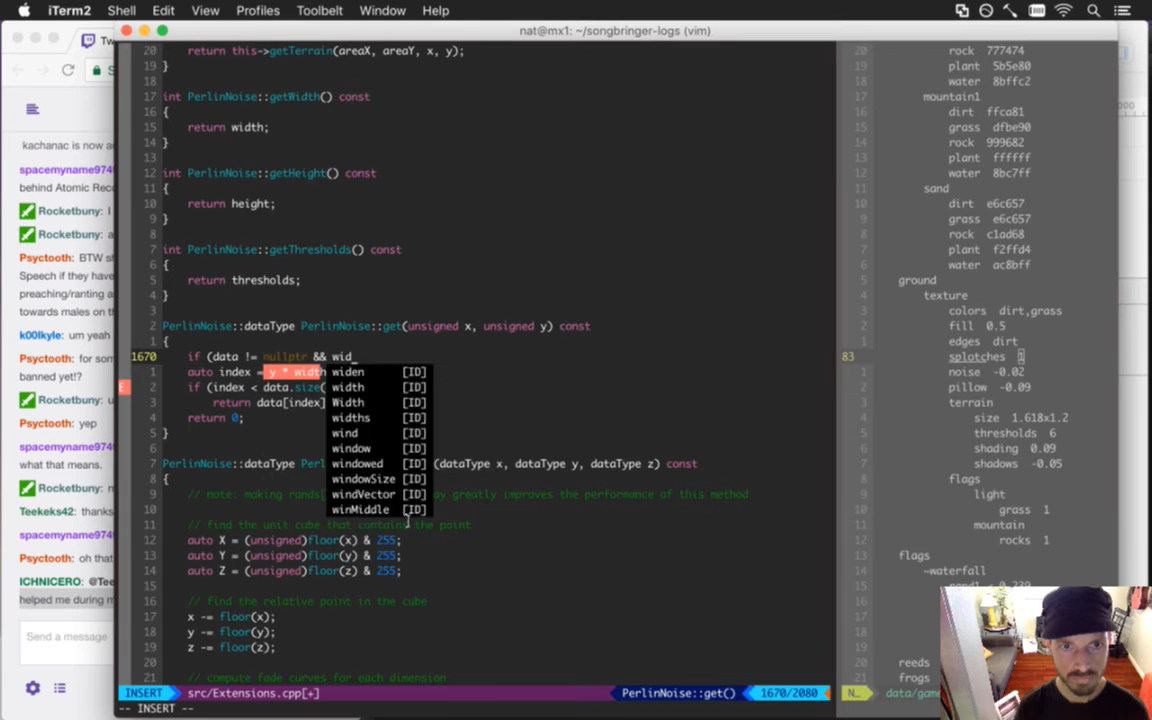 iTerm2 Shell Edit View Profiles Toolbelt Window Help
nat@mx1: ~/songbringer-logs (vim)
Tw
S
kachanac is now a
spacemyname974
behind Atomic Rec
Rocketbuny: I
Rocketbuny: a
Psyctooth: BTW s
Speech if they have
preaching/ranting a
towards males on t
k00lkyle: um yeah
Psyctooth: for som
banned yet!?
Rocketbuny:
Psyctooth: yep
spacemyname974
what that means.
Rocketbuny:
Teekeks42: thanks
spacemyname974
Psyctooth: oh that
ICHNICERO: @Tee
helped me during m
Send a message
20 return this->getTerrain(areaX, areaY, x, y);
19 }
18
17 int PerlinNoise::getWidth() const
16 {
15 return width;
14 }
13
12 int PerlinNoise::getHeight() const
11 {
10 return height;
9 }
8
7 int PerlinNoise::getThresholds() const
6 {
5 return thresholds;
4 }
3
2 PerlinNoise::dataType PerlinNoise::get(unsigned x, unsigned y) const
1 {
1670 if (data != nullptr && wid_
1 auto index = y * width
2 if (index < data.size(
3 return data[index]
4 return 0;
5 }
6
7 PerlinNoise::dataType Perl (dataType x, dataType y, dataType z) const
8 {
9 // note: making rands[ ay greatly improves the performance of this method
10
11 // find the unit cube that contains the point
12 auto X = (unsigned)floor(x) & 255;
13 auto Y = (unsigned)floor(y) & 255;
14 auto Z = (unsigned)floor(z) & 255;
15
16 // find the relative point in the cube
17 x -= floor(x);
18 y -= floor(y);
19 z -= floor(z);
20
21 // compute fade curves for each dimension
widen [ID]
width [ID]
Width [ID]
widths [ID]
wind [ID]
window [ID]
windowed [ID]
windowSize [ID]
windVector [ID]
winMiddle [ID]
INSERT src/Extensions.cpp[+] PerlinNoise::get() 1670/2080
-- INSERT --
20 rock 777474
19 plant 5b5e80
18 water 8bffc2
17 mountain1
16 dirt ffca81
15 grass dfbe90
14 rock 999682
13 plant ffffff
12 water 8bc7ff
11 sand
10 dirt e6c657
9 grass e6c657
8 rock c1ad68
7 plant f2ffd4
6 water ac8bff
5 ground
4 texture
3 colors dirt,grass
2 fill 0.5
1 edges dirt
83 splotches 1
1 noise -0.02
2 pillow -0.09
3 terrain
4 size 1.618x1.2
5 thresholds 6
6 shading 0.09
7 shadows -0.05
8 flags
9 light
10 grass 1
11 mountain
12 rocks 1
13 flags
14 ~waterfall
15 rand1 < 0.239
reeds
frogs
N… data/game
000